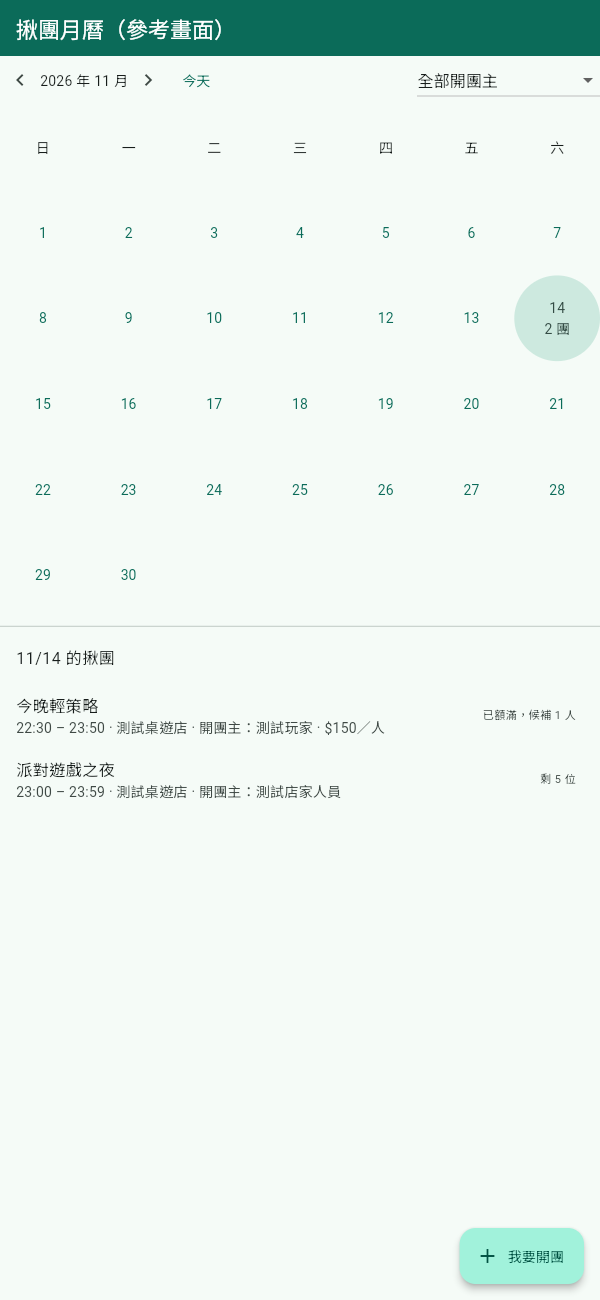 揪團月曆（參考畫面）
2026 年 11 月 今天 全部開團主
日 一 二 三 四 五 六
1 2 3 4 5 6 7
8 9 10 11 12 13 14
2 團
15 16 17 18 19 20 21
22 23 24 25 26 27 28
29 30
11/14 的揪團
今晚輕策略
22:30 – 23:50 · 測試桌遊店 · 開團主：測試玩家 · $150／人
已額滿，候補 1 人
派對遊戲之夜
23:00 – 23:59 · 測試桌遊店 · 開團主：測試店家人員
剩 5 位
我要開團